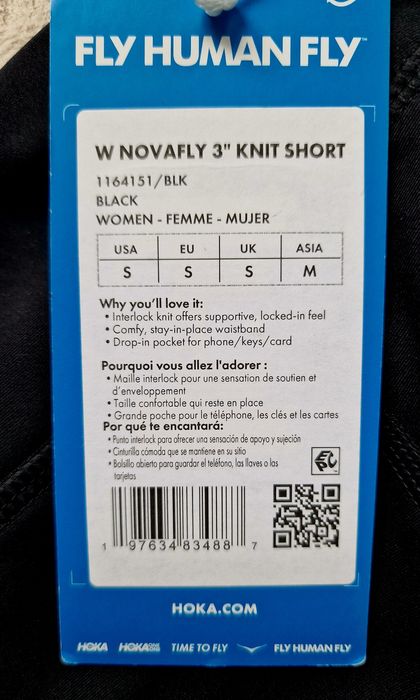 FLY HUMAN FLY™
W NOVAFLY 3" KNIT SHORT
1164151/BLK
BLACK
WOMEN - FEMME - MUJER
USA EU UK ASIA
S S S M
Why you'll love it:
• Interlock knit offers supportive, locked-in feel
• Comfy, stay-in-place waistband
• Drop-in pocket for phone/keys/card
Pourquoi vous allez l'adorer :
• Maille interlock pour une sensation de soutien et
d'enveloppement
• Taille confortable qui reste en place
• Grande poche pour le téléphone, les clés et les cartes
Por qué te encantará:
• Punto interlock para ofrecer una sensación de apoyo y sujeción
• Cinturilla cómoda que se mantiene en su sitio
• Bolsillo abierto para guardar el teléfono, las llaves o las
tarjetas
1 97634 83488 7
HOKA.COM
HOKA HOKA TIME TO FLY FLY HUMAN FLY